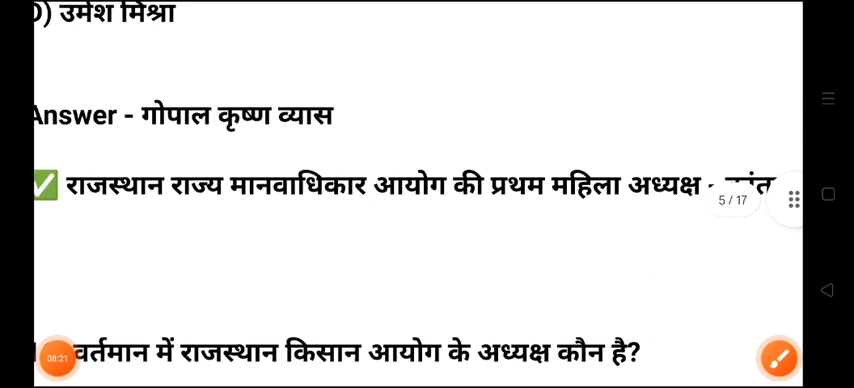 D) उमेश मिश्रा
Answer - गोपाल कृष्ण व्यास
✅ राजस्थान राज्य मानवाधिकार आयोग की प्रथम महिला अध्यक्ष -
5 / 17
वर्तमान में राजस्थान किसान आयोग के अध्यक्ष कौन है?
08:21